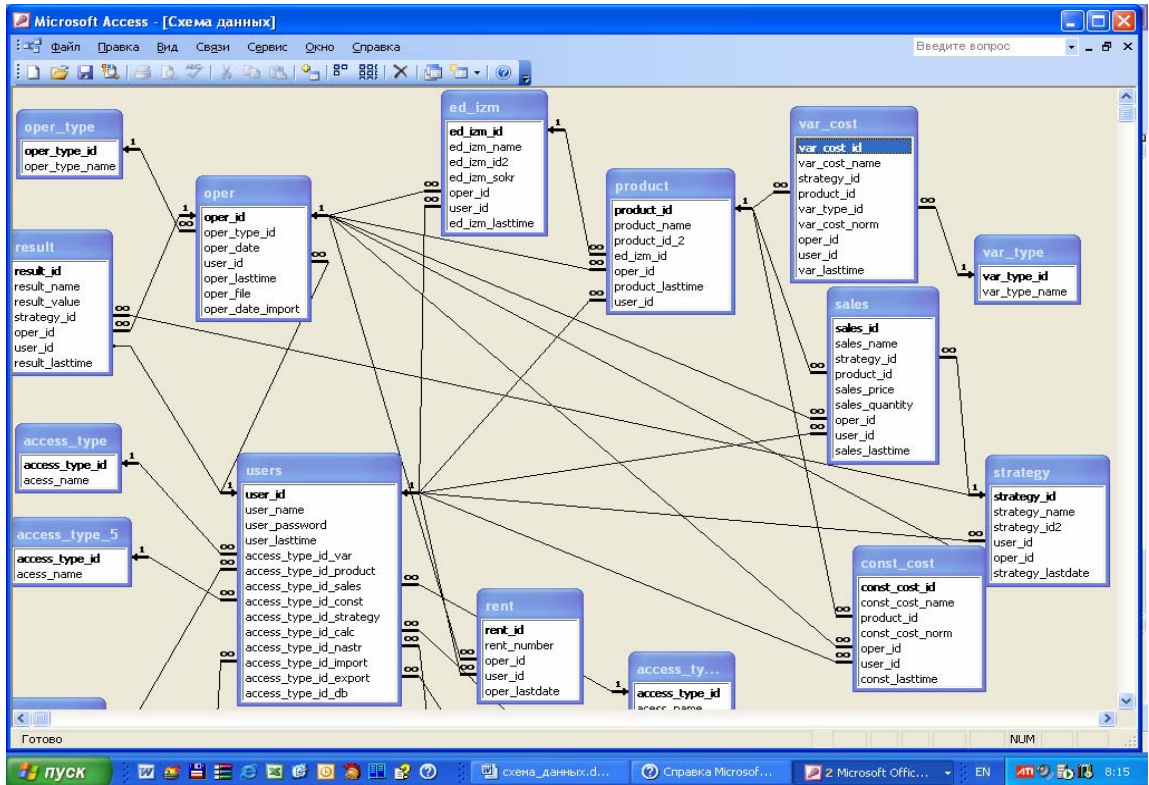 Microsoft Access - [Схема данных]
Файл Правка Вид Связи Сервис Окно Справка
Введите вопрос
oper_type
oper_type_id
oper_type_name
oper
oper_id
oper_type_id
oper_date
user_id
oper_lasttime
oper_file
oper_date_import
result
result_id
result_name
result_value
strategy_id
oper_id
user_id
result_lasttime
ed_izm
ed_izm_id
ed_izm_name
ed_izm_id2
ed_izm_sokr
oper_id
user_id
ed_izm_lasttime
product
product_id
product_name
product_id_2
ed_izm_id
oper_id
product_lasttime
user_id
var_cost
var_cost_id
var_cost_name
strategy_id
product_id
var_type_id
var_cost_norm
oper_id
user_id
var_lasttime
var_type
var_type_id
var_type_name
sales
sales_id
sales_name
strategy_id
product_id
sales_price
sales_quantity
oper_id
user_id
sales_lasttime
access_type
access_type_id
acess_name
access_type_5
access_type_id
acess_name
users
user_id
user_name
user_password
user_lasttime
access_type_id_var
access_type_id_product
access_type_id_sales
access_type_id_const
access_type_id_strategy
access_type_id_calc
access_type_id_nastr
access_type_id_import
access_type_id_export
access_type_id_db
rent
rent_id
rent_number
oper_id
user_id
oper_lastdate
access_ty...
access_type_id
acess_name
const_cost
const_cost_id
const_cost_name
product_id
const_cost_norm
oper_id
user_id
const_lasttime
strategy
strategy_id
strategy_name
strategy_id2
user_id
oper_id
strategy_lastdate
Готово
NUM
пуск
схема_данных.d...
Справка Microsof...
2 Microsoft Offic...
EN
8:15